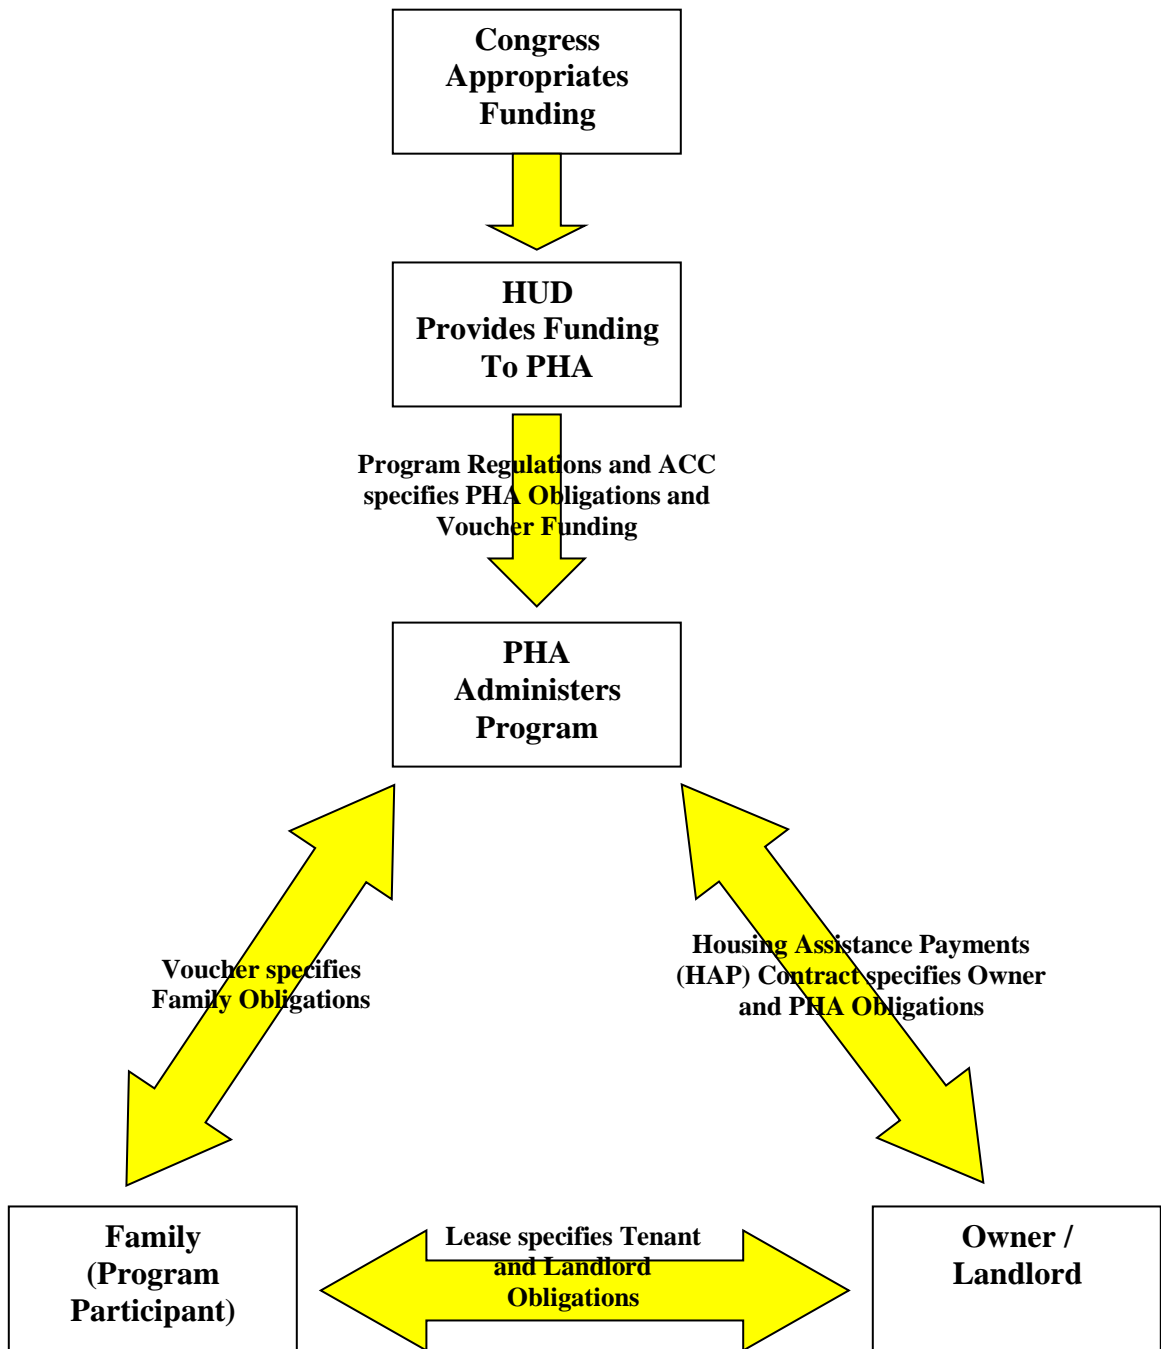 Congress
Appropriates
Funding
HUD
Provides Funding
To PHA
Program Regulations and ACC
specifies PHA Obligations and
Voucher Funding
PHA
Administers
Program
Voucher specifies
Family Obligations
Housing Assistance Payments
(HAP) Contract specifies Owner
and PHA Obligations
Family
(Program
Participant)
Lease specifies Tenant
and Landlord
Obligations
Owner /
Landlord